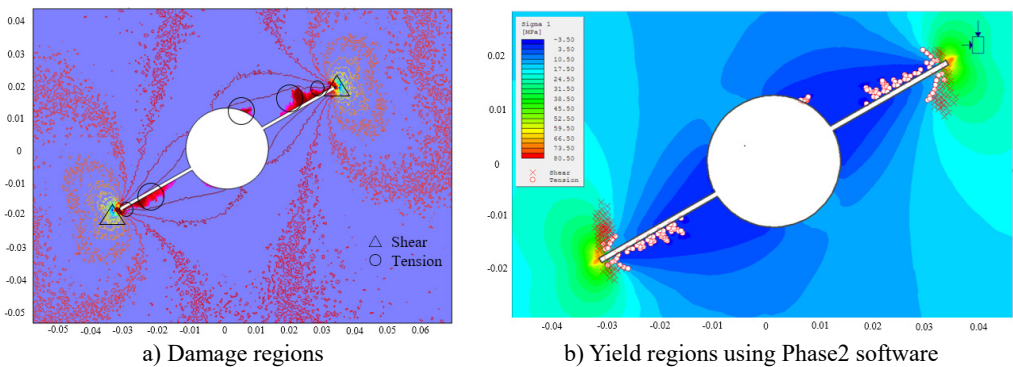 0.04
0.03
0.02
0.01
0
-0.01
-0.02
-0.03
-0.04
-0.05
-0.05 -0.04 -0.03 -0.02 -0.01 0 0.01 0.02 0.03 0.04 0.05 0.06
Shear
Tension
a) Damage regions
Sigma 1
[MPa]
-3.50
3.50
10.50
17.50
24.50
31.50
38.50
45.50
52.50
59.50
66.50
73.50
80.50
Shear
Tension
0.02
0.01
0
-0.01
-0.02
-0.04 -0.03 -0.02 -0.01 0 0.01 0.02 0.03 0.04
b) Yield regions using Phase2 software